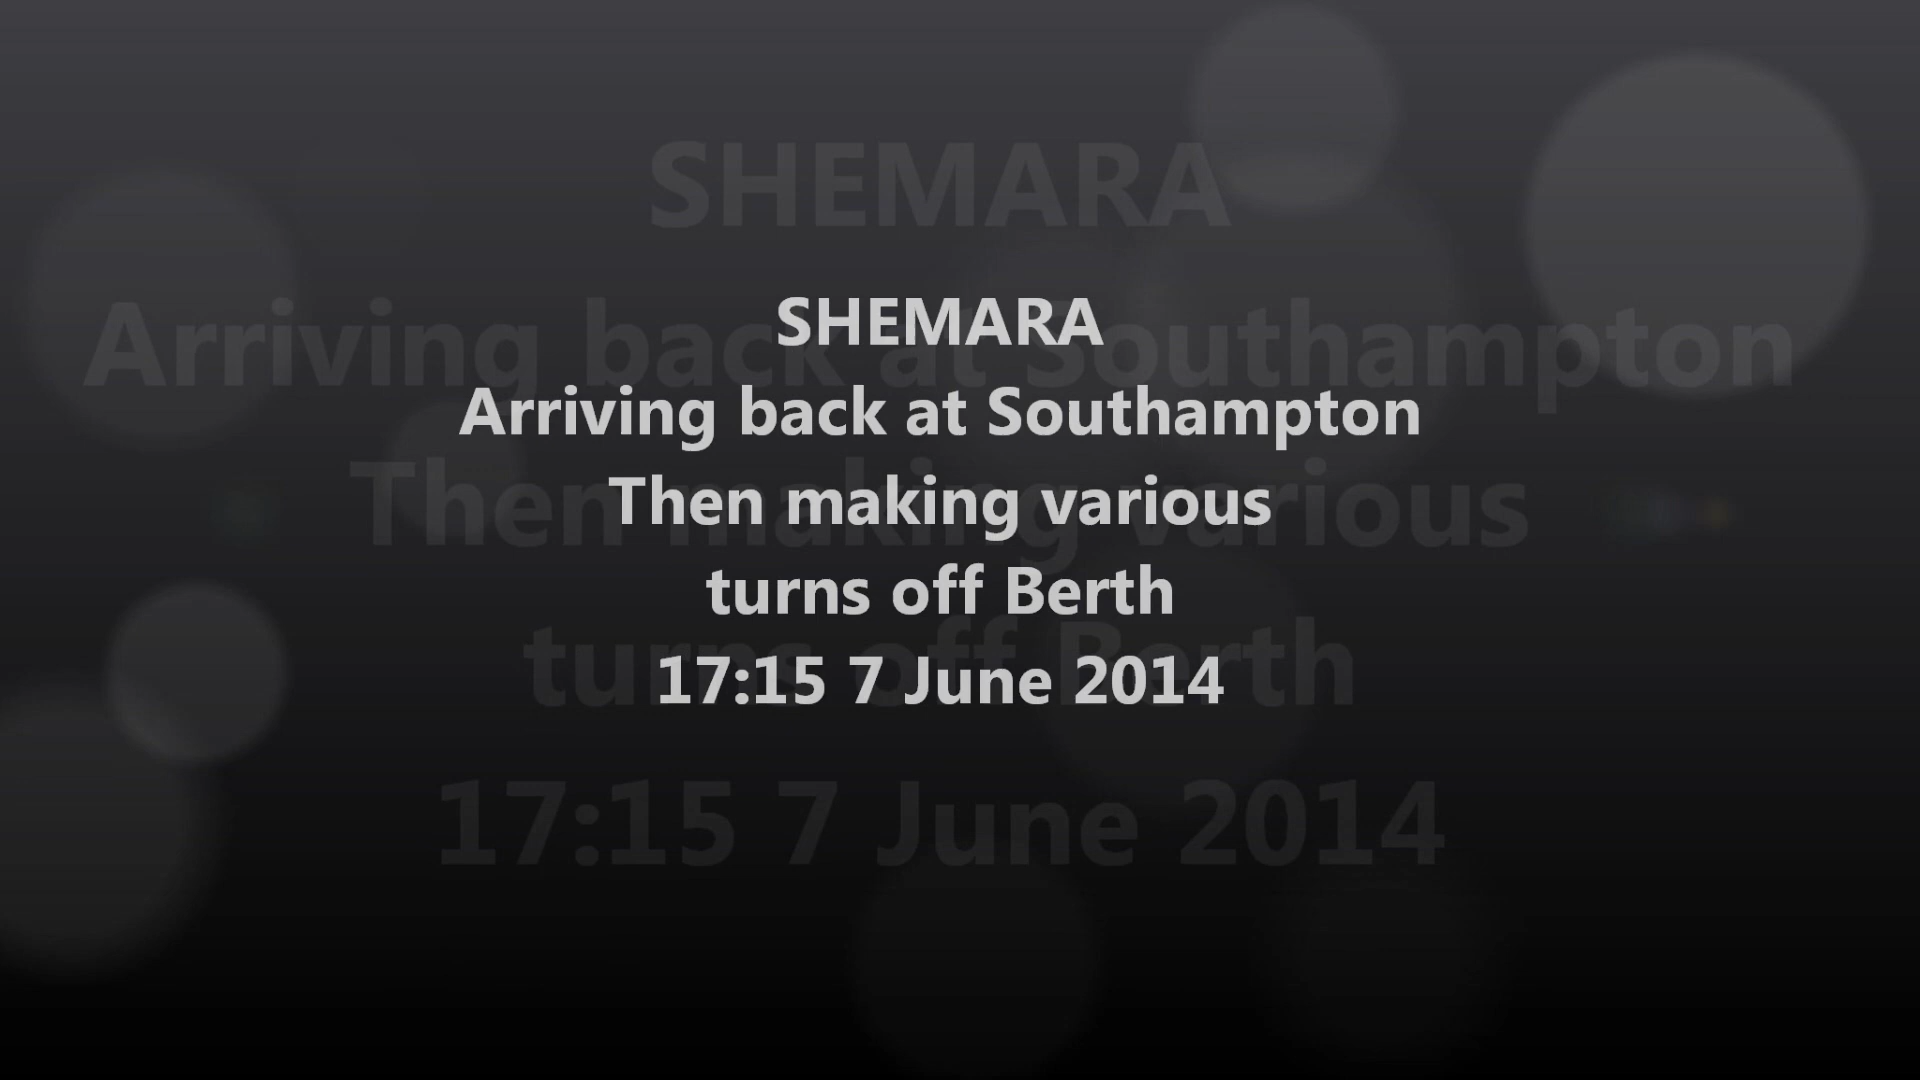 SHEMARA
Arriving back at Southampton
Then making various
turns off Berth
17:15 7 June 2014